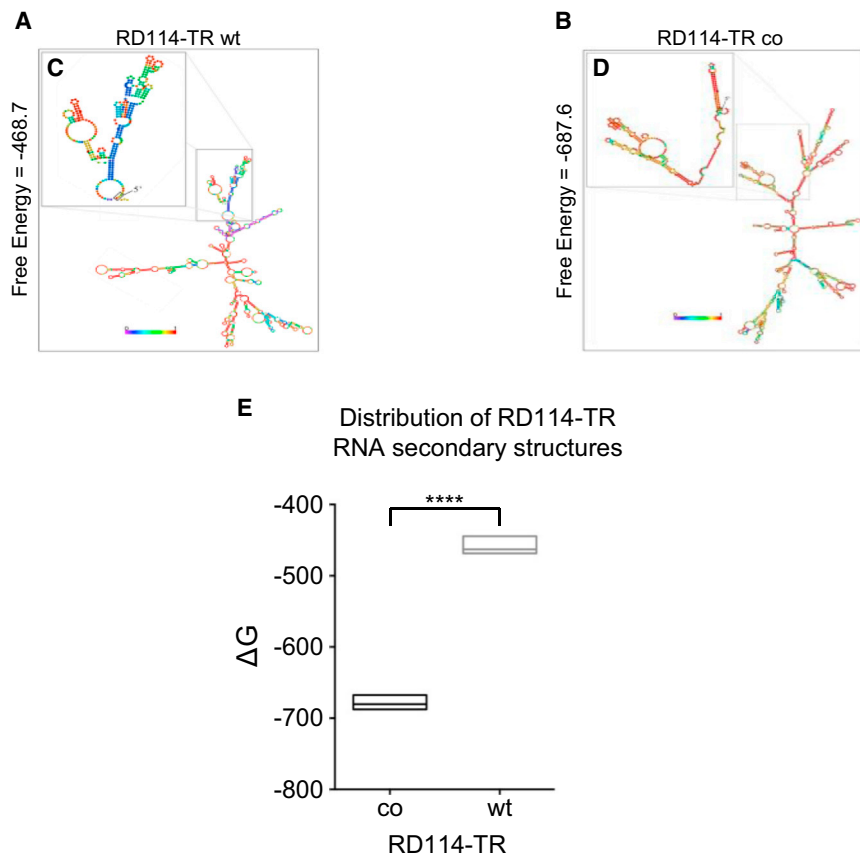 A
RD114-TR wt
C
Free Energy = -468.7
5'
B
RD114-TR co
D
Free Energy = -687.6
E
Distribution of RD114-TR
RNA secondary structures
****
-400
-500
-600
-700
-800
ΔG
co wt
RD114-TR